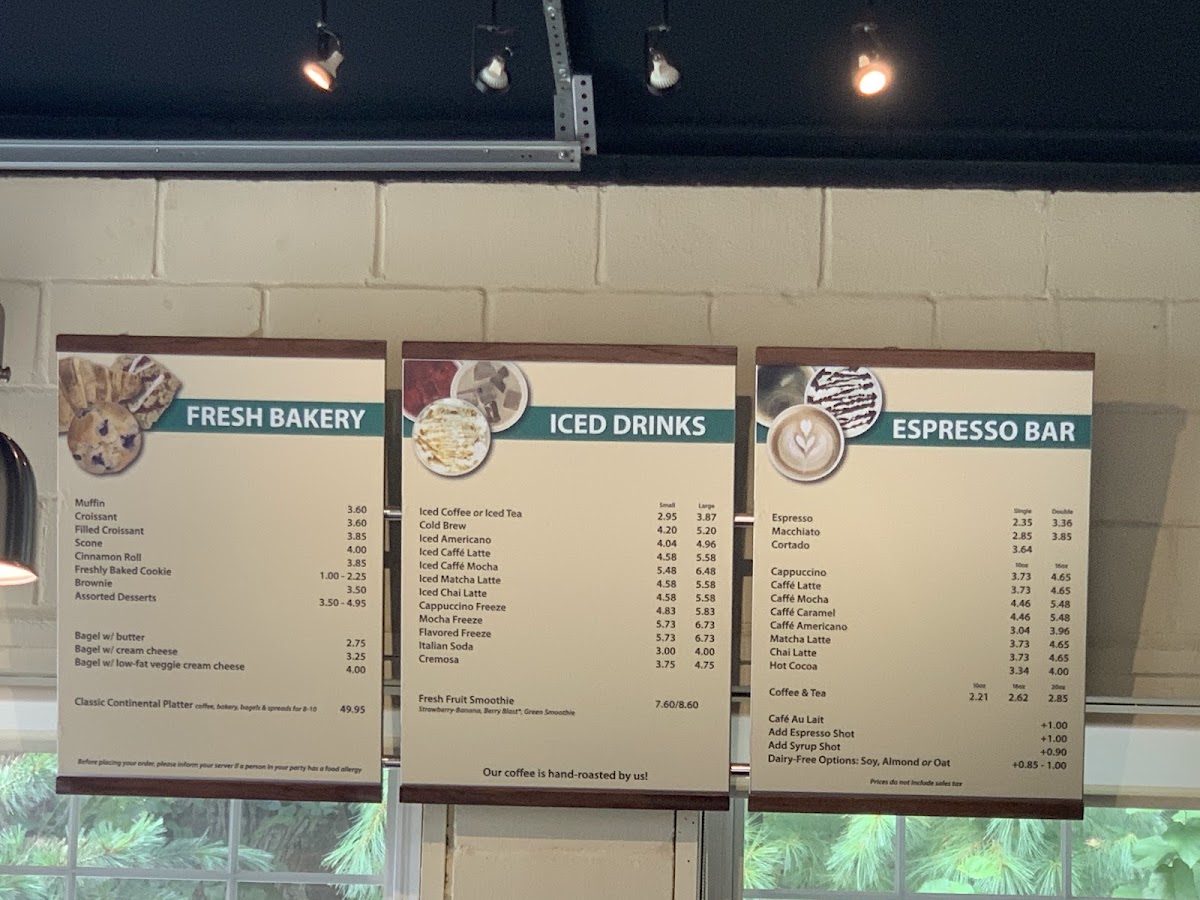 FRESH BAKERY
Muffin 3.60
Croissant 3.60
Filled Croissant 3.85
Scone 4.00
Cinnamon Roll 3.85
Freshly Baked Cookie 1.00 - 2.25
Brownie 3.50
Assorted Desserts 3.50 - 4.95
Bagel w/ butter 2.75
Bagel w/ cream cheese 3.25
Bagel w/ low-fat veggie cream cheese 4.00
Classic Continental Platter coffee, bakery, bagels & spreads for 8-10 49.95
Before placing your order, please inform your server if a person in your party has a food allergy
ICED DRINKS
Small Large
Iced Coffee or Iced Tea 2.95 3.87
Cold Brew 4.20 5.20
Iced Americano 4.04 4.96
Iced Caffé Latte 4.58 5.58
Iced Caffé Mocha 5.48 6.48
Iced Matcha Latte 4.58 5.58
Iced Chai Latte 4.58 5.58
Cappuccino Freeze 4.83 5.83
Mocha Freeze 5.73 6.73
Flavored Freeze 5.73 6.73
Italian Soda 3.00 4.00
Cremosa 3.75 4.75
Fresh Fruit Smoothie 7.60/8.60
Strawberry-Banana, Berry Blast*, Green Smoothie
Our coffee is hand-roasted by us!
ESPRESSO BAR
Single Double
Espresso 2.35 3.36
Macchiato 2.85 3.85
Cortado 3.64
10oz 16oz
Cappuccino 3.73 4.65
Caffé Latte 3.73 4.65
Caffé Mocha 4.46 5.48
Caffé Caramel 4.46 5.48
Caffé Americano 3.04 3.96
Matcha Latte 3.73 4.65
Chai Latte 3.73 4.65
Hot Cocoa 3.34 4.00
10oz 16oz 20oz
Coffee & Tea 2.21 2.62 2.85
Café Au Lait +1.00
Add Espresso Shot +1.00
Add Syrup Shot +0.90
Dairy-Free Options: Soy, Almond or Oat +0.85 - 1.00
Prices do not include sales tax